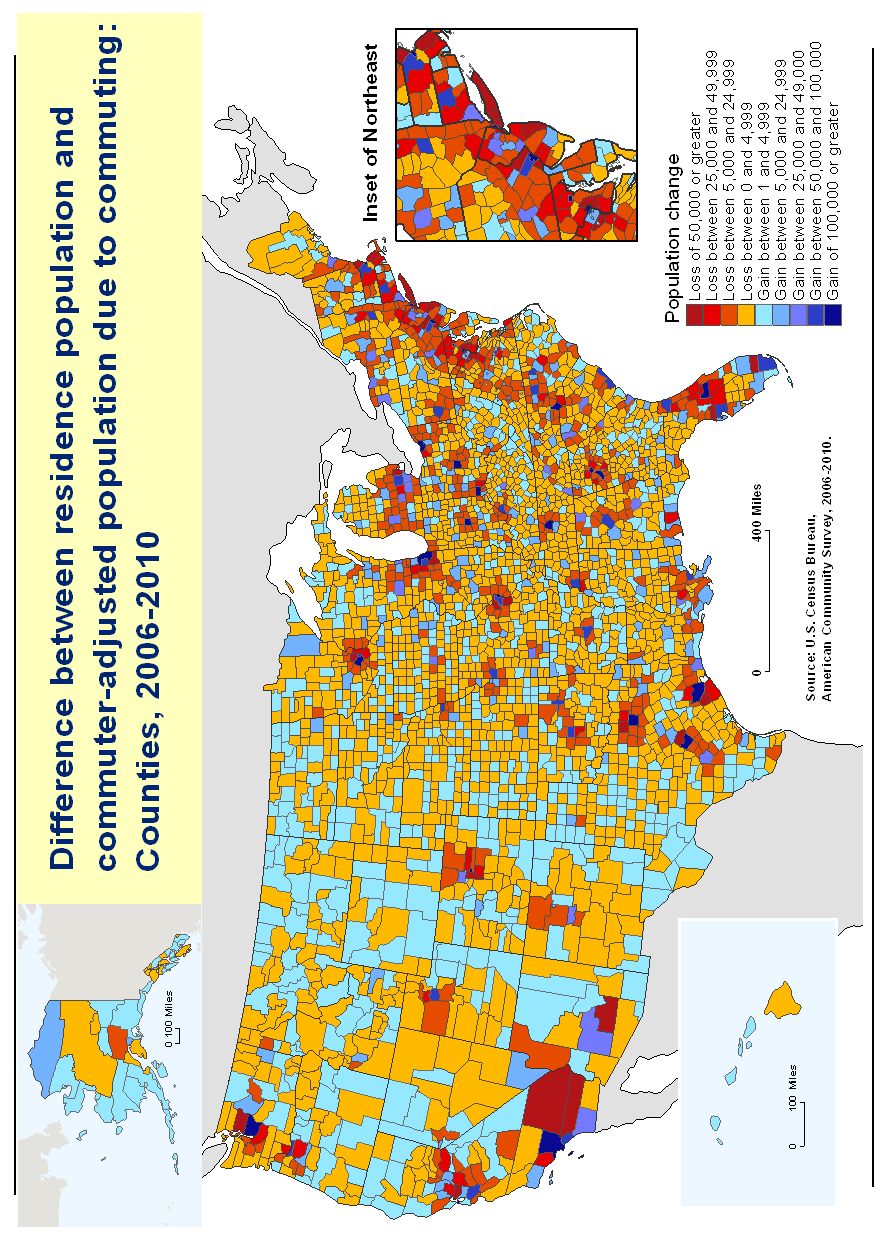 Difference between residence population and
commuter-adjusted population due to commuting:
Counties, 2006-2010
0 100 Miles
Inset of Northeast
Population change
Loss of 50,000 or greater
Loss between 25,000 and 49,999
Loss between 5,000 and 24,999
Loss between 0 and 4,999
Gain between 1 and 4,999
Gain between 5,000 and 24,999
Gain between 25,000 and 49,000
Gain between 50,000 and 100,000
Gain of 100,000 or greater
0 100 Miles
0 400 Miles
Source: U.S. Census Bureau,
American Community Survey, 2006-2010.